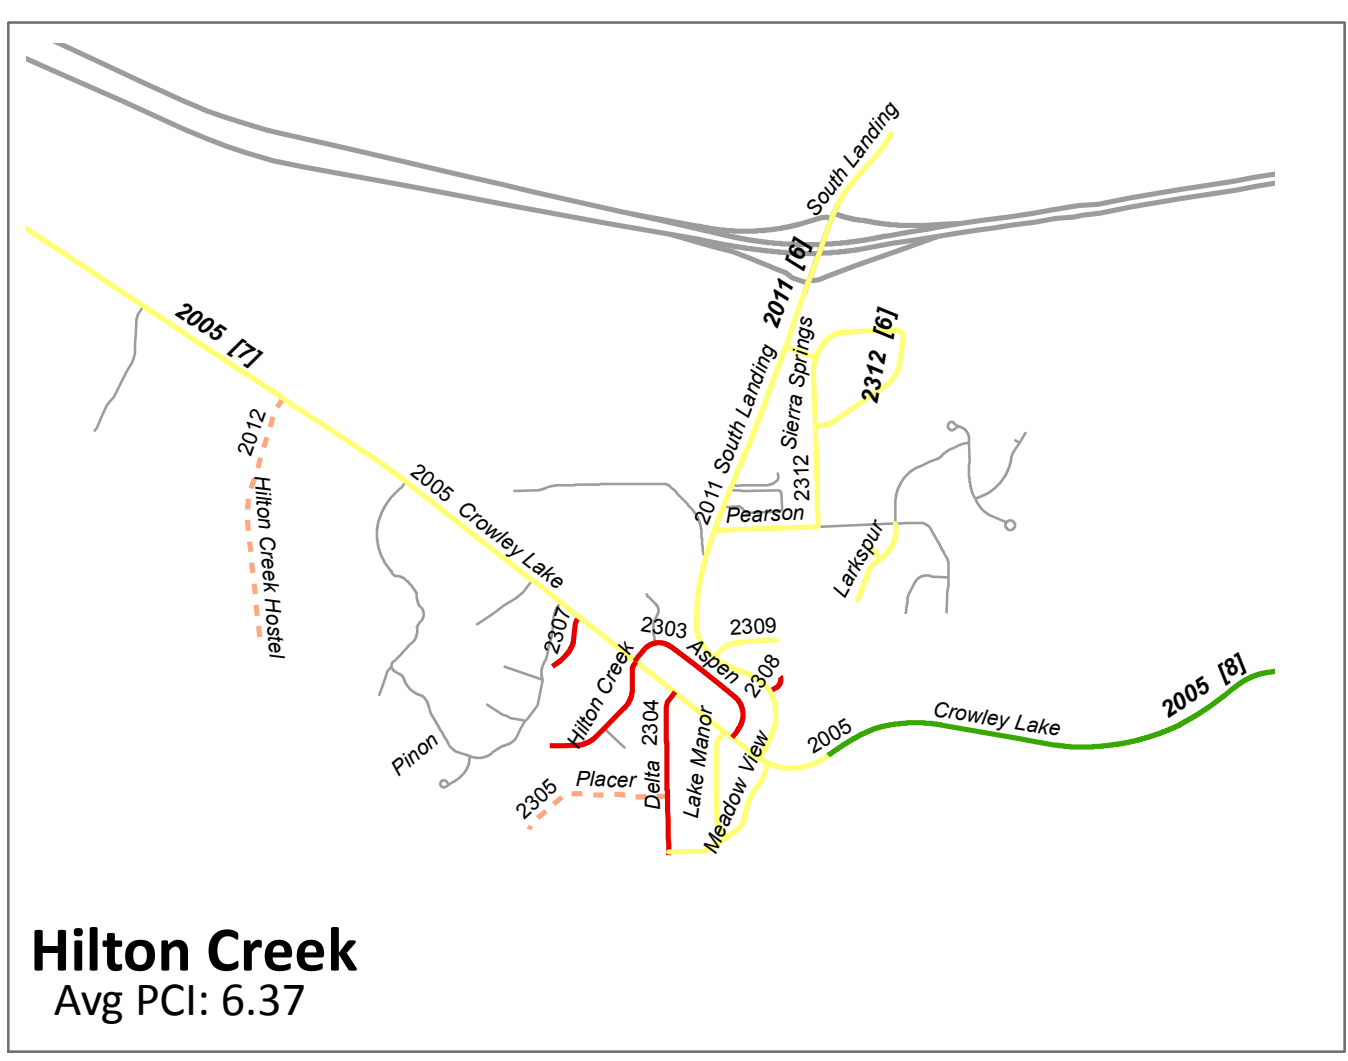 South Landing
2011 [6]
2005 [7]
2312 [6]
Sierra Springs
South Landing
2012
2312
2011
2005
Crowley Lake
Hilton Creek Hostel
Pearson
Larkspur
2307
2303
2309
Aspen
2308
Hilton Creek
2005 [8]
2304
Lake Manor
Crowley Lake
2005
Pinon
Meadow View
Delta
Placer
2305
Hilton Creek
Avg PCI: 6.37